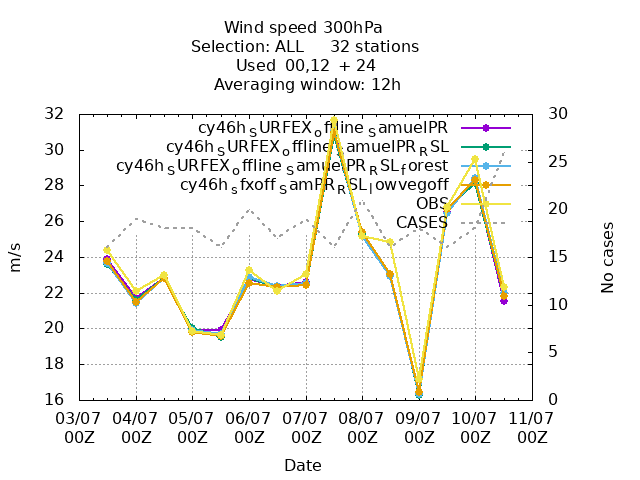 Wind speed 300hPa
Selection: ALL 32 stations
Used 00,12 + 24
Averaging window: 12h
cy46h_SURFEX_offline_samuelPR
cy46h_SURFEX_offline_samuelPR_RSL
cy46h_SURFEX_offline_samuelPR_RSL_forest
cy46h_sfxoff_samPR_RSL_lowvegoff
OBS
CASES
32
30
28
26
24
22
20
18
16
30
25
20
15
10
5
0
m/s
No cases
03/07 04/07 05/07 06/07 07/07 08/07 09/07 10/07 11/07
00Z 00Z 00Z 00Z 00Z 00Z 00Z 00Z 00Z
Date